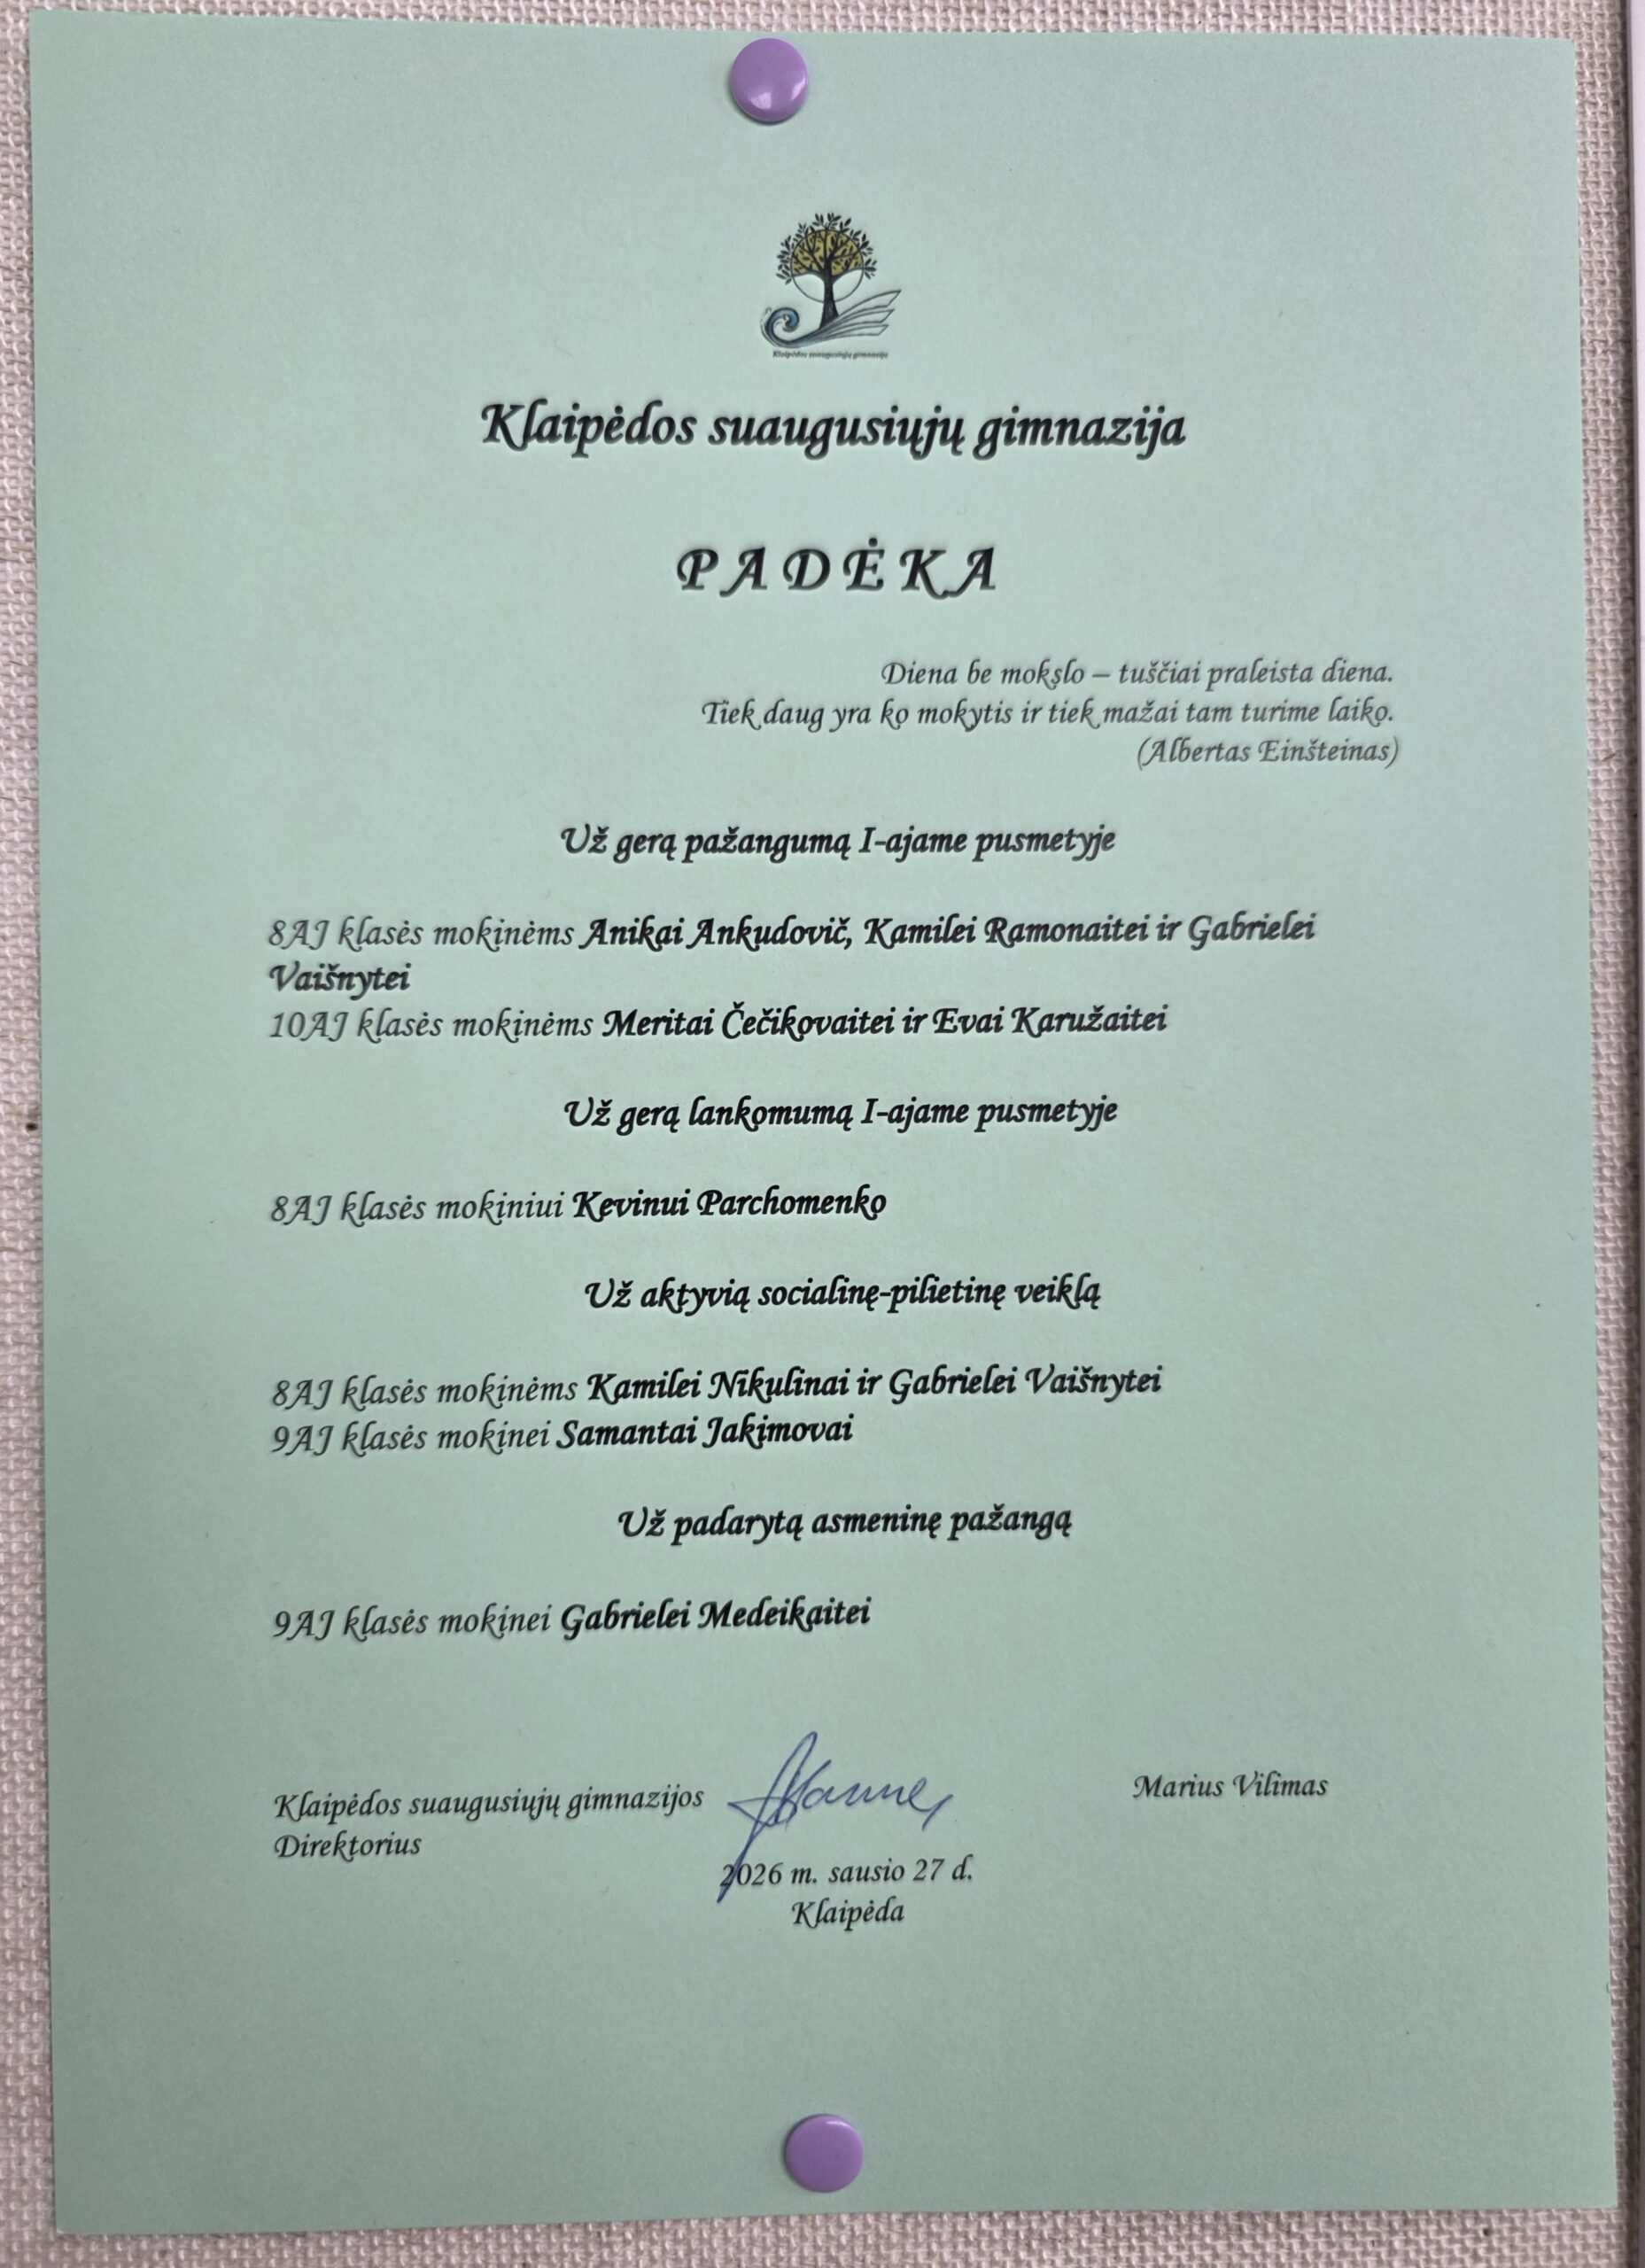 Klaipėdos suaugusiųjų gimnazija
Klaipėdos suaugusiųjų gimnazija
PADĖKA
Diena be mokslo – tuščiai praleista diena.
Tiek daug yra ko mokytis ir tiek mažai tam turime laiko.
(Albertas Einšteinas)
Už gerą pažangumą I-ajame pusmetyje
8AJ klasės mokinėms Anikai Ankudovič, Kamilei Ramonaitei ir Gabrielei
Vaišnytei
10AJ klasės mokinėms Meritai Čečikovaitei ir Evai Karužaitei
Už gerą lankomumą I-ajame pusmetyje
8AJ klasės mokiniui Kevinui Parchomenko
Už aktyvią socialinę-pilietinę veiklą
8AJ klasės mokinėms Kamilei Nikulinai ir Gabrielei Vaišnytei
9AJ klasės mokinei Samantai Jakimovai
Už padarytą asmeninę pažangą
9AJ klasės mokinei Gabrielei Medeikaitei
Klaipėdos suaugusiųjų gimnazijos Marius Vilimas
Direktorius
2026 m. sausio 27 d.
Klaipėda